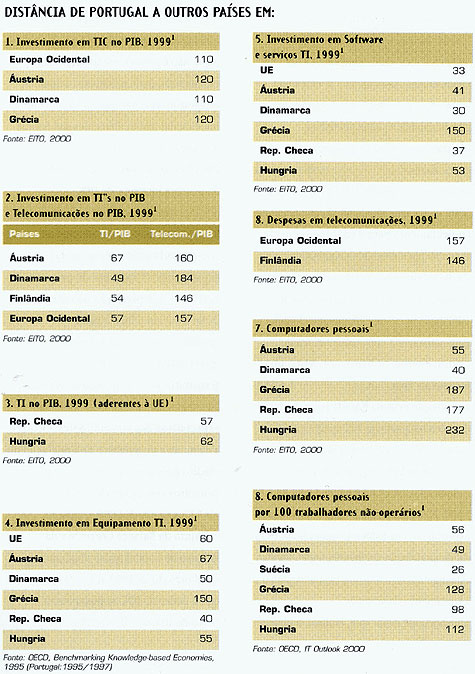 DISTÂNCIA DE PORTUGAL A OUTROS PAÍSES EM:
1. Investimento em TIC no PIB, 1999¹
Europa Ocidental 110
Áustria 120
Dinamarca 110
Grécia 120
Fonte: EITO, 2000
2. Investimento em TI"s no PIB
e Telecomunicações no PIB, 1999¹
Países TI/PIB Telecom./PIB
Áustria 67 160
Dinamarca 49 184
Finlândia 54 146
Europa Ocidental 57 157
Fonte: EITO, 2000
3. TI no PIB, 1999 (aderentes à UE)¹
Rep. Checa 57
Hungria 62
Fonte: EITO, 2000
4. Investimento em Equipamento TI, 1999¹
UE 60
Áustria 67
Dinamarca 50
Grécia 150
Rep. Checa 40
Hungria 55
Fonte: OECD, Benchmarking Knowledge-based Economies,
1995 (Portugal:1995/1997)
5. Investimento em Software
e serviços TI, 1999¹
UE 33
Áustria 41
Dinamarca 30
Grécia 150
Rep. Checa 37
Hungria 53
Fonte: EITO, 2000
8. Despesas em telecomunicações, 1999¹
Europa Ocidental 157
Finlândia 146
Fonte: EITO, 2000
7. Computadores pessoais¹
Áustria 55
Dinamarca 40
Grécia 187
Rep. Checa 177
Hungria 232
Fonte: EITO, 2000
8. Computadores pessoais
por 100 trabalhadores não-operários¹
Áustria 56
Dinamarca 49
Suécia 26
Grécia 128
Rep. Checa 98
Hungria 112
Fonte: OECD, IT Outlook 2000